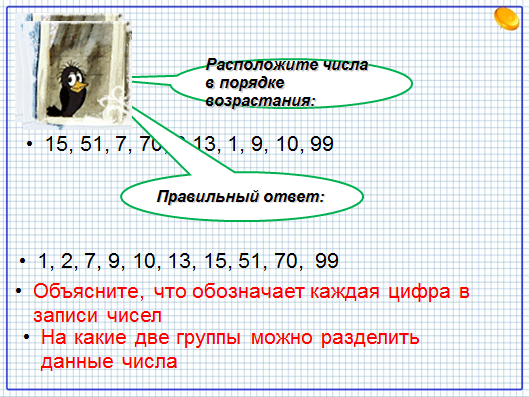 Расположите числа
в порядке
возрастания:
• 15, 51, 7, 70, 13, 1, 9, 10, 99
Правильный ответ:
• 1, 2, 7, 9, 10, 13, 15, 51, 70, 99
• Объясните, что обозначает каждая цифра в
записи чисел
• На какие две группы можно разделить
данные числа